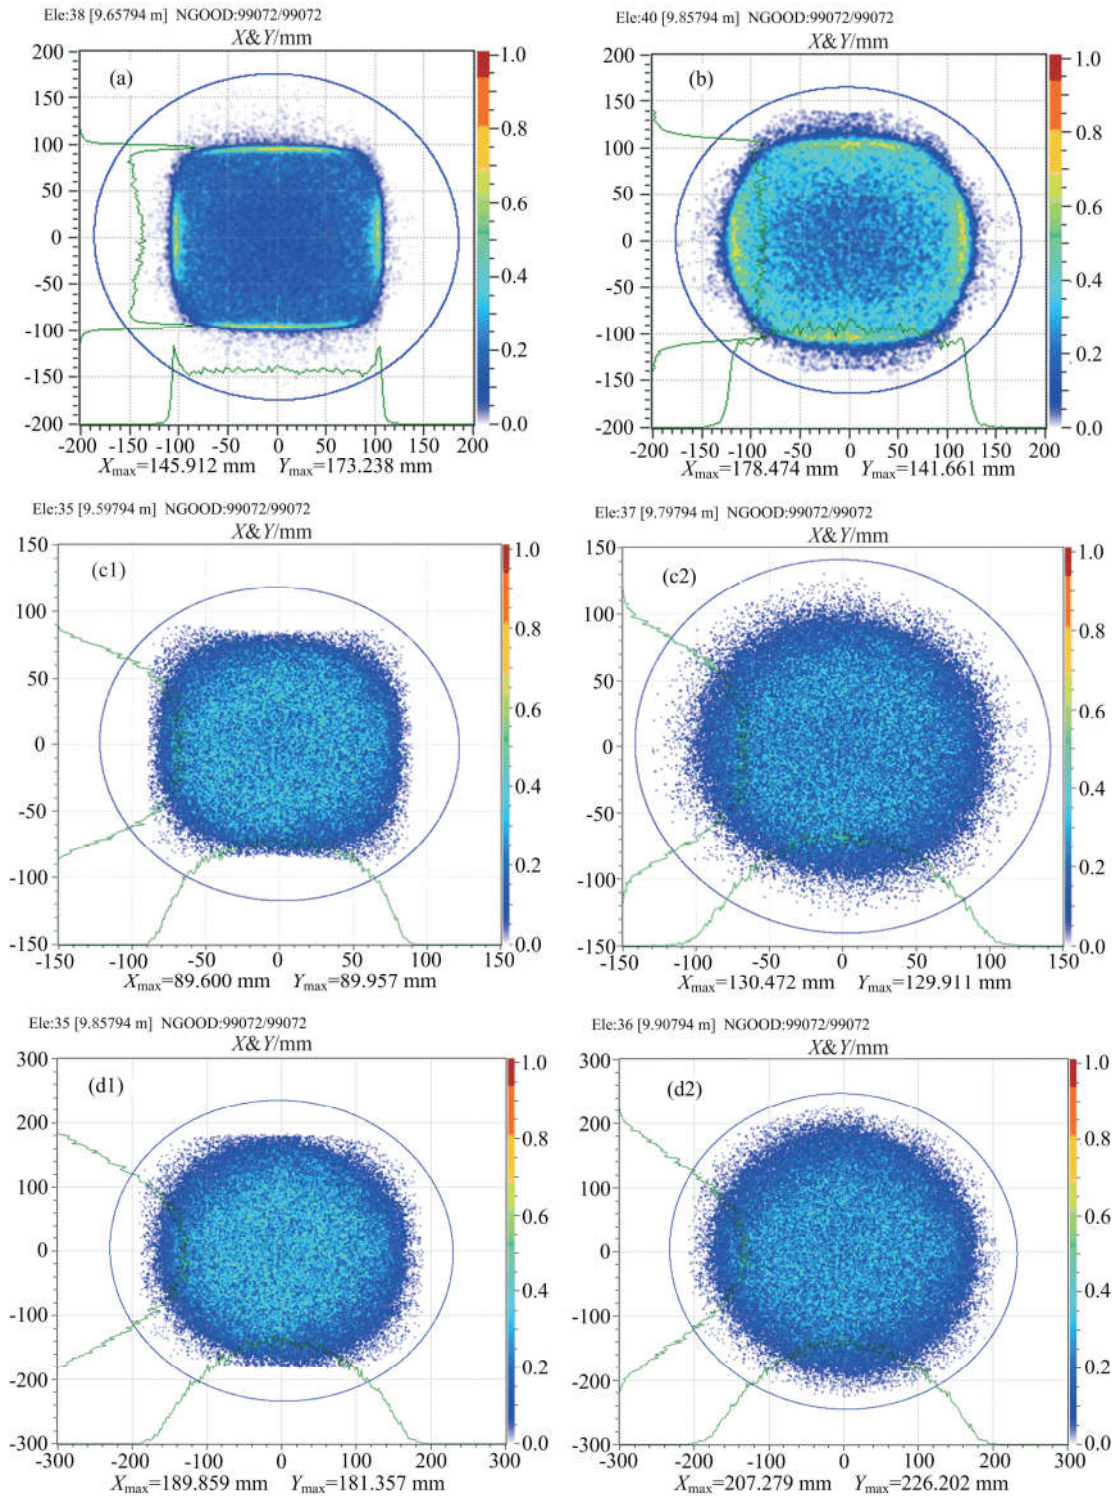 Ele:38 [9.65794 m] NGOOD:99072/99072
X&Y/mm
(a)
200
150
100
50
0
-50
-100
-150
-200
-200 -150 -100 -50 0 50 100 150 200
1.0
0.8
0.6
0.4
0.2
0.0
Xmax=145.912 mm Ymax=173.238 mm
Ele:40 [9.85794 m] NGOOD:99072/99072
X&Y/mm
(b)
200
150
100
50
0
-50
-100
-150
-200
-200 -150 -100 -50 0 50 100 150 200
1.0
0.8
0.6
0.4
0.2
0.0
Xmax=178.474 mm Ymax=141.661 mm
Ele:35 [9.59794 m] NGOOD:99072/99072
X&Y/mm
(c1)
150
100
50
0
-50
-100
-150
-150 -100 -50 0 50 100 150
1.0
0.8
0.6
0.4
0.2
0.0
Xmax=89.600 mm Ymax=89.957 mm
Ele:37 [9.79794 m] NGOOD:99072/99072
X&Y/mm
(c2)
150
100
50
0
-50
-100
-150
-150 -100 -50 0 50 100 150
1.0
0.8
0.6
0.4
0.2
0.0
Xmax=130.472 mm Ymax=129.911 mm
Ele:35 [9.85794 m] NGOOD:99072/99072
X&Y/mm
(d1)
300
200
100
0
-100
-200
-300
-300 -200 -100 0 100 200 300
1.0
0.8
0.6
0.4
0.2
0.0
Xmax=189.859 mm Ymax=181.357 mm
Ele:36 [9.90794 m] NGOOD:99072/99072
X&Y/mm
(d2)
300
200
100
0
-100
-200
-300
-300 -200 -100 0 100 200 300
1.0
0.8
0.6
0.4
0.2
0.0
Xmax=207.279 mm Ymax=226.202 mm